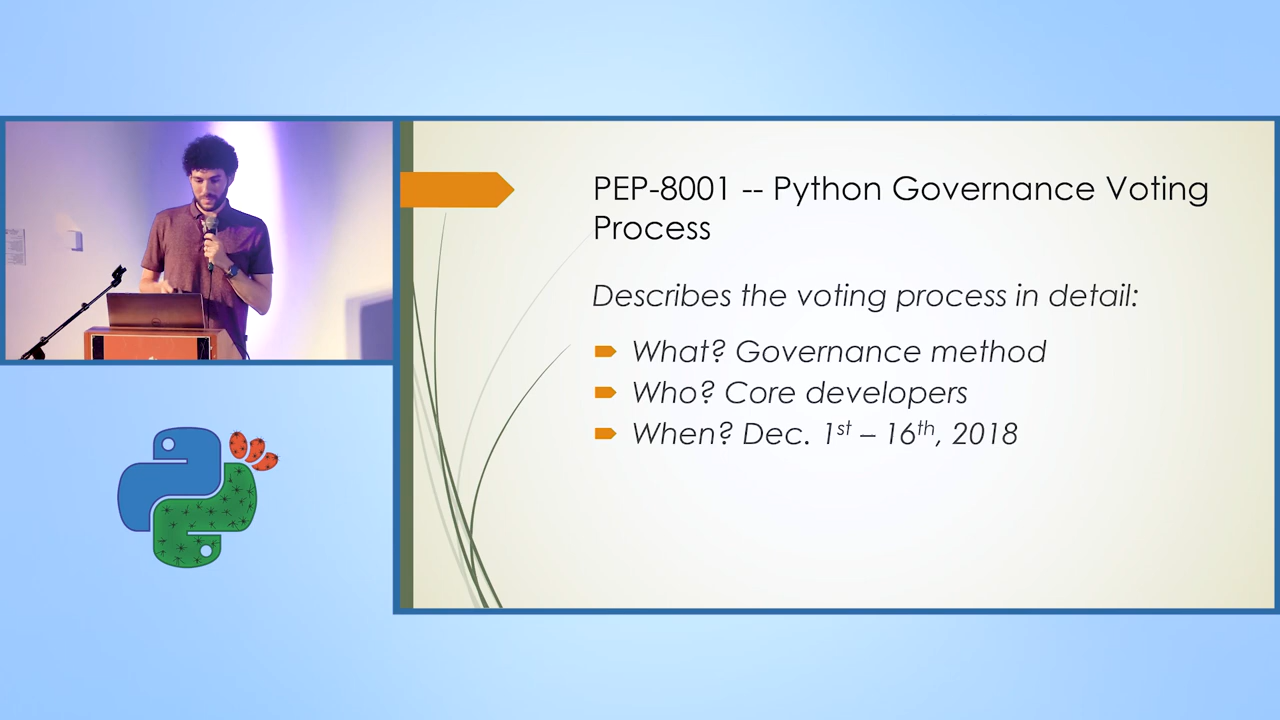 PEP-8001 -- Python Governance Voting
Process
Describes the voting process in detail:
What? Governance method
Who? Core developers
When? Dec. 1st – 16th, 2018